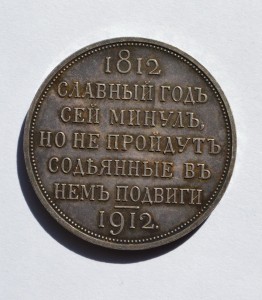 1812
СЛАВНЫЙ ГОДЪ
СЕЙ МИНУЛЪ,
НО НЕ ПРОЙДУТЪ
СОДѢЯННЫЕ ВЪ
НЕМЪ ПОДВИГИ
1912.